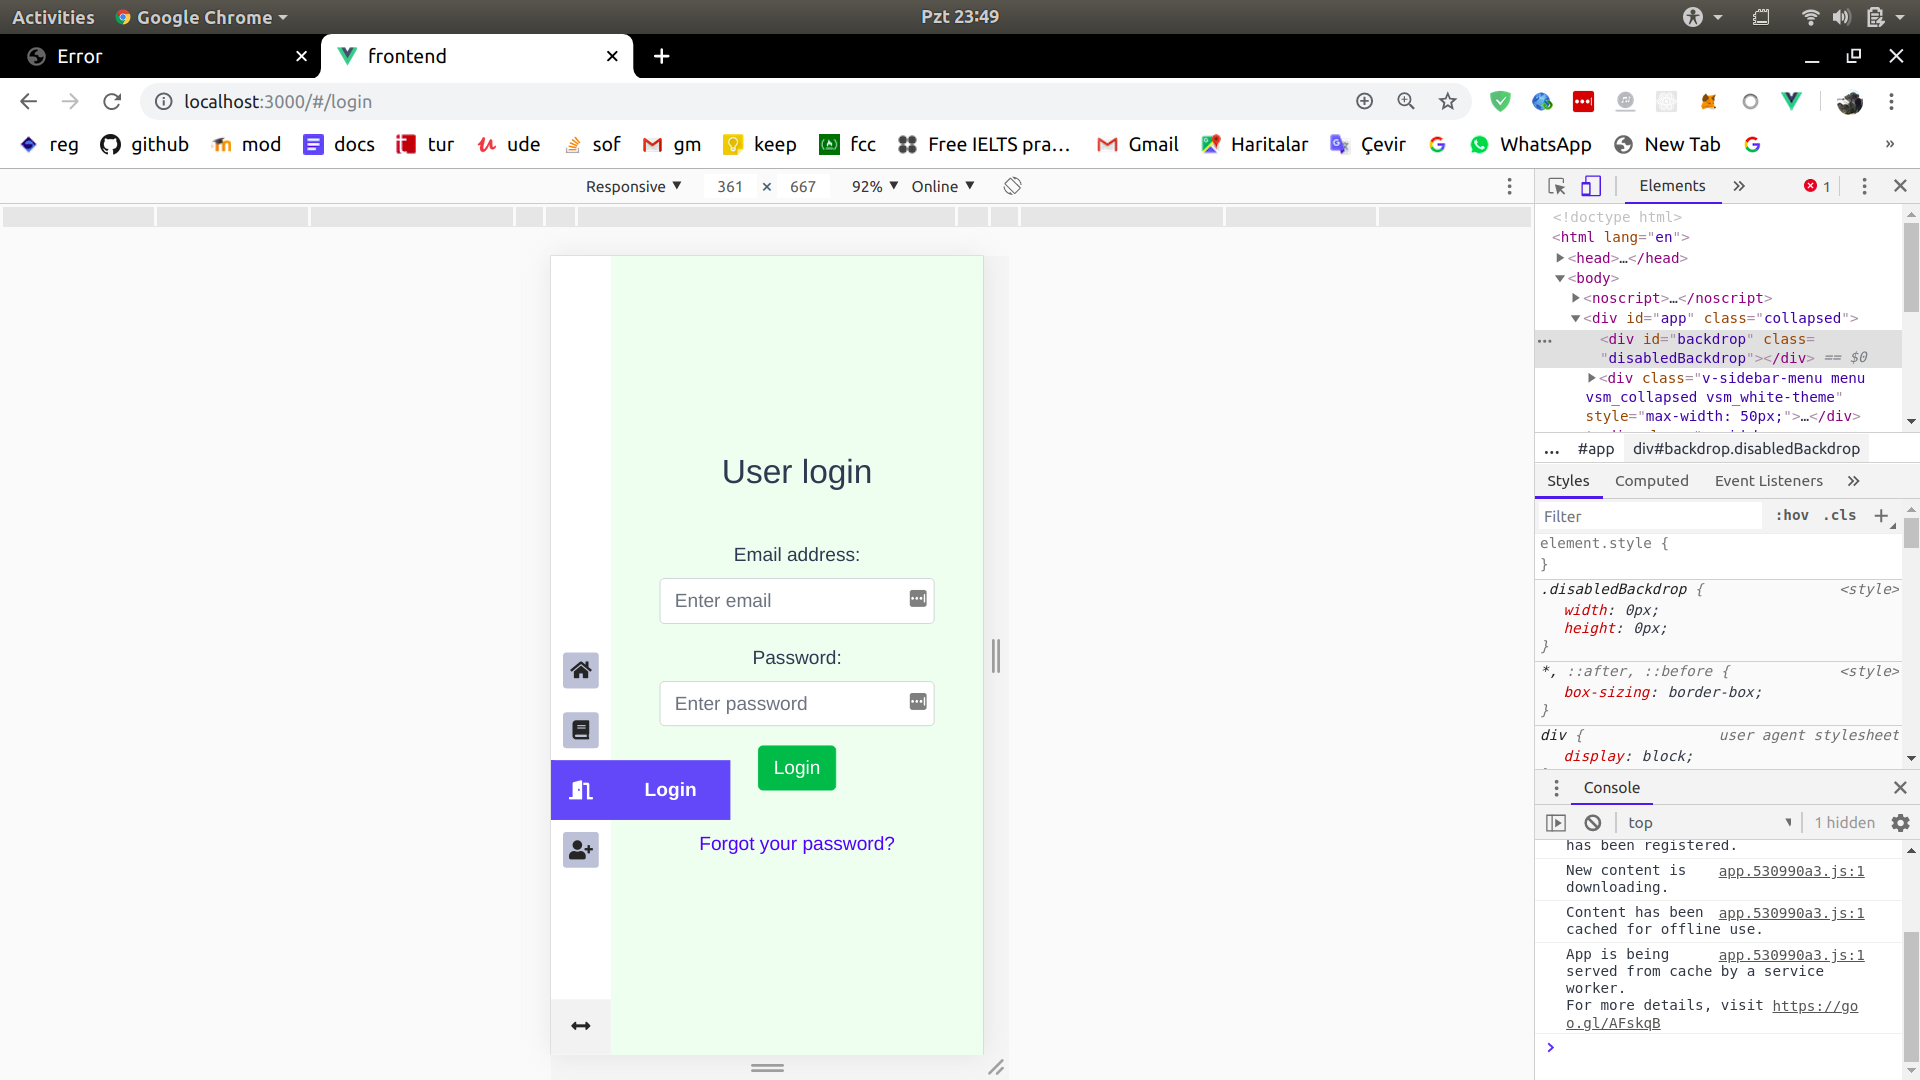 Activities Google Chrome Pzt 23:49
Error frontend
localhost:3000/#/login
reg github mod docs tur ude sof gm keep fcc Free IELTS pra... Gmail Haritalar Çevir WhatsApp New Tab
Responsive 361 × 667 92% Online
Elements 1
<!doctype html>
<html lang="en">
<head>…</head>
<body>
<noscript>…</noscript>
<div id="app" class="collapsed">
<div id="backdrop" class=
"disabledBackdrop"></div> == $0
<div class="v-sidebar-menu menu
vsm_collapsed vsm_white-theme"
style="max-width: 50px;">…</div>
... #app div#backdrop.disabledBackdrop
Styles Computed Event Listeners
Filter :hov .cls
element.style {
}
.disabledBackdrop { <style>
width: 0px;
height: 0px;
}
*, ::after, ::before { <style>
box-sizing: border-box;
}
div { user agent stylesheet
display: block;
Console
top 1 hidden
has been registered.
New content is app.530990a3.js:1
downloading.
Content has been app.530990a3.js:1
cached for offline use.
App is being app.530990a3.js:1
served from cache by a service
worker.
For more details, visit https://go
o.gl/AFskqB
User login
Email address:
Enter email
Password:
Enter password
Login
Login
Forgot your password?